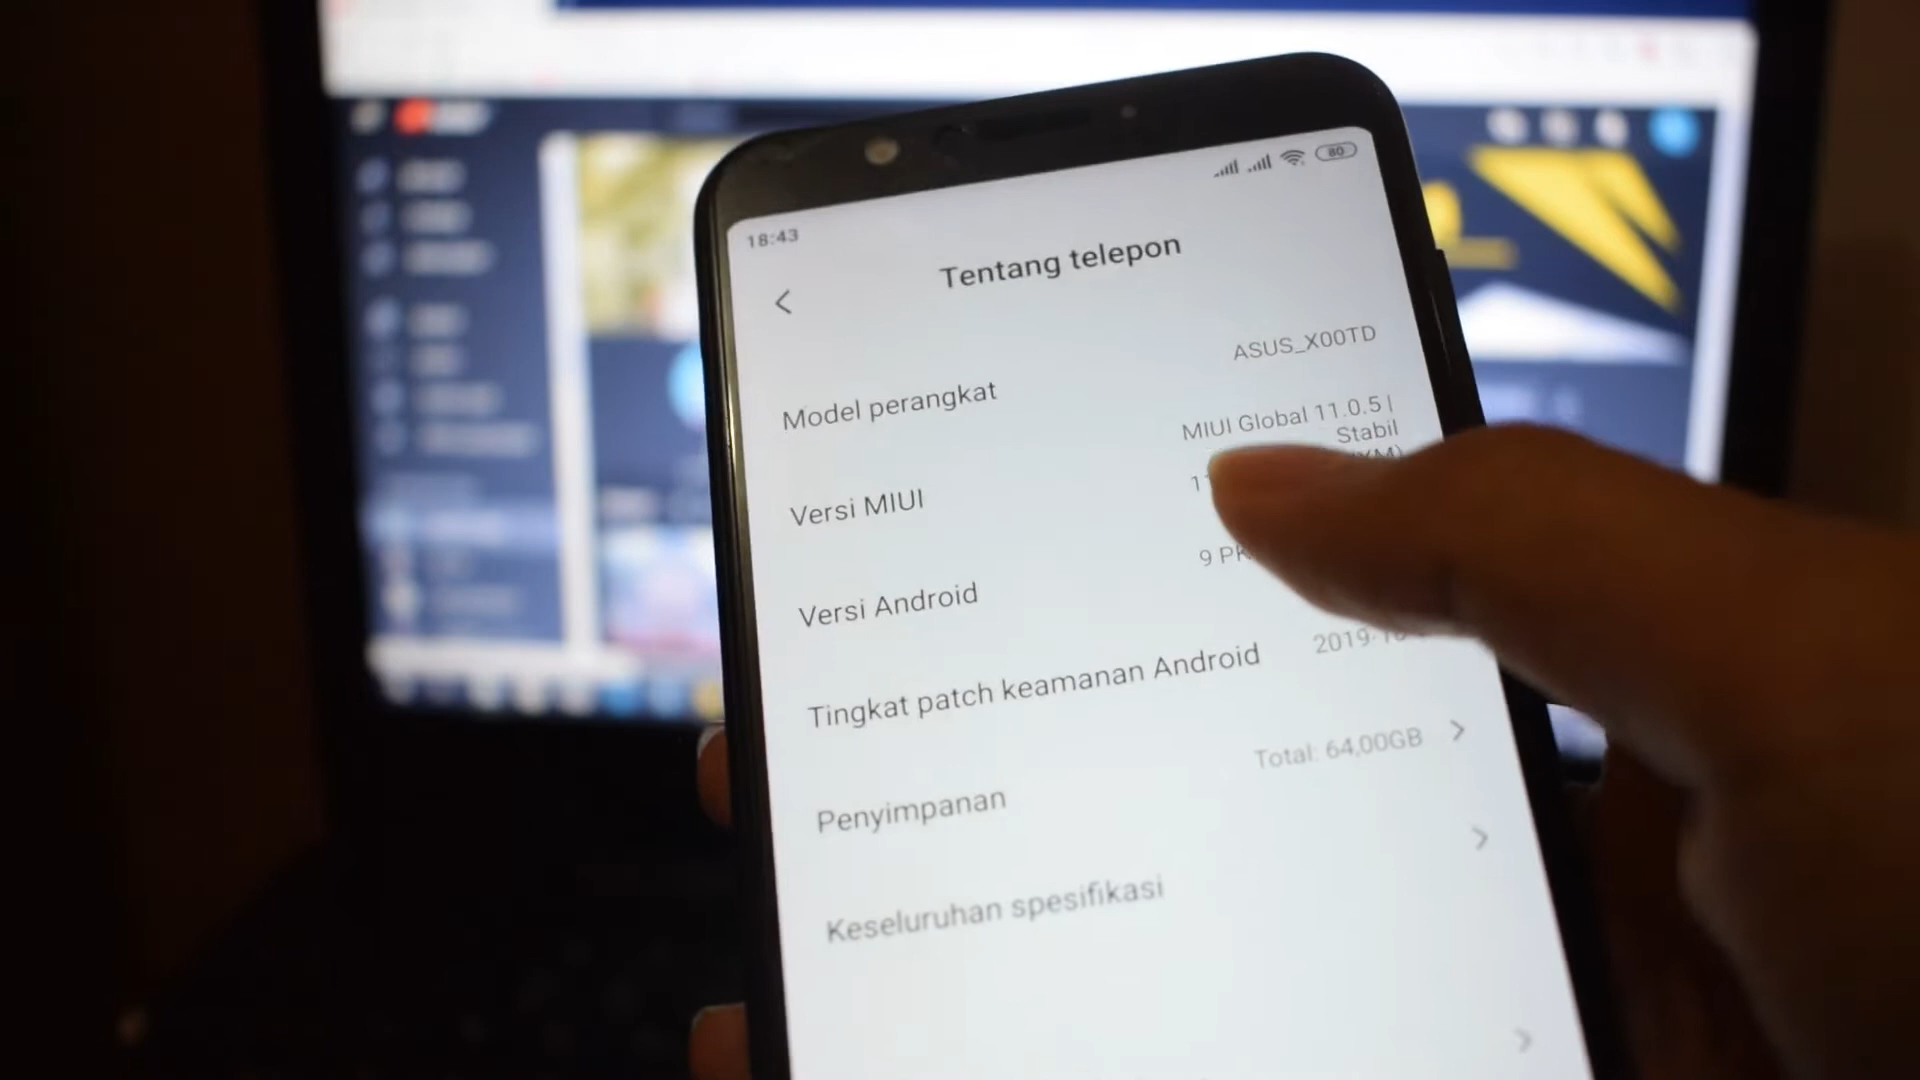 18:43
80
Tentang telepon
Model perangkat
ASUS_X00TD
Versi MIUI
MIUI Global 11.0.5 |
Stabil
Versi Android
9
Tingkat patch keamanan Android
Penyimpanan
Total: 64,00GB
Keseluruhan spesifikasi